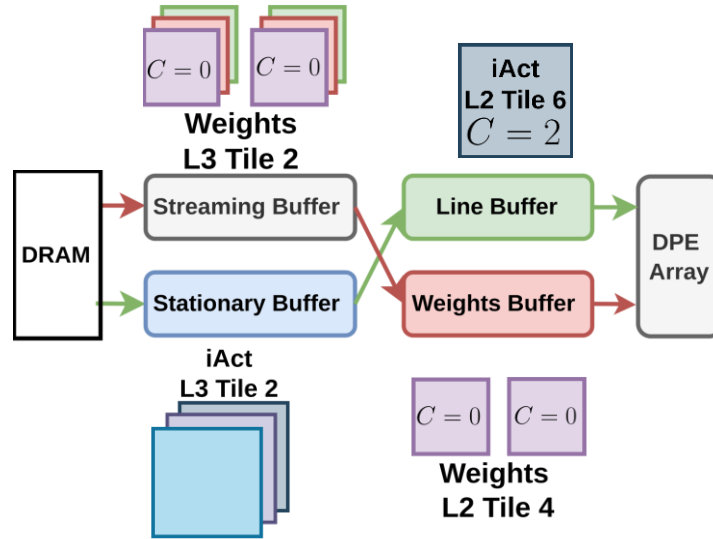 C = 0 C = 0
Weights
L3 Tile 2
iAct
L2 Tile 6
C = 2
DRAM
Streaming Buffer
Line Buffer
DPE
Array
Stationary Buffer
Weights Buffer
iAct
L3 Tile 2
C = 0 C = 0
Weights
L2 Tile 4